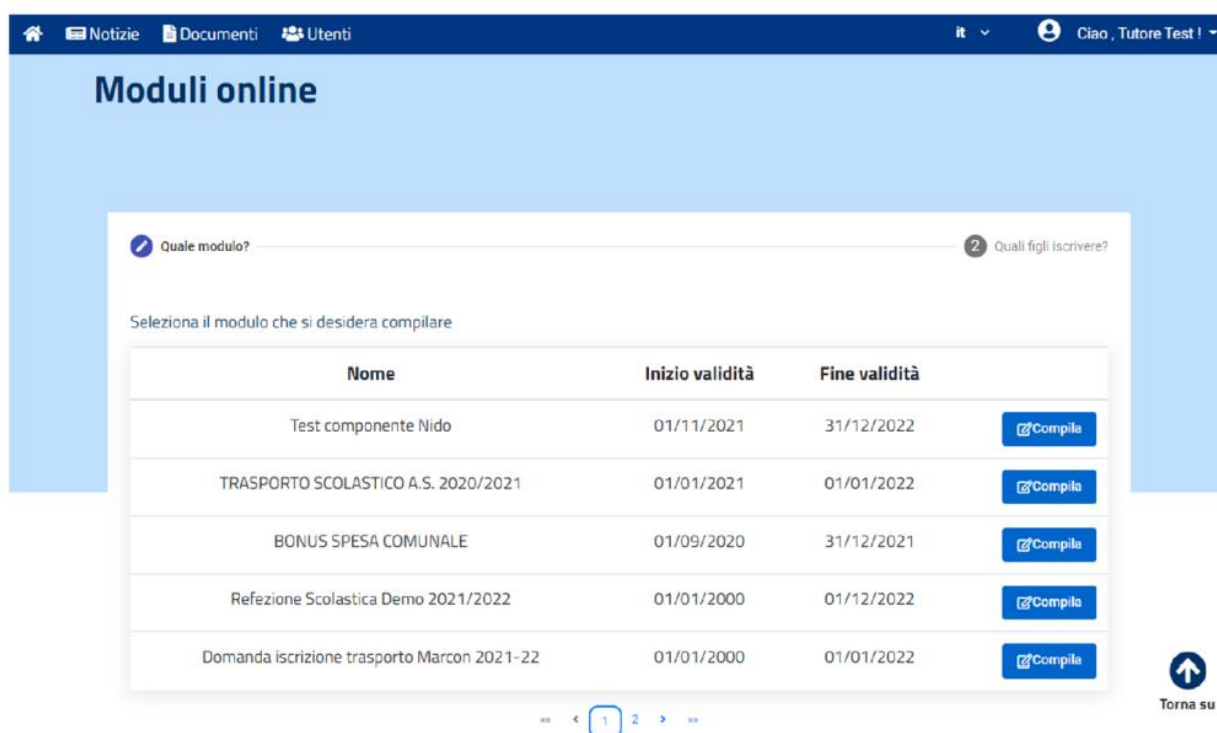 Notizie Documenti Utenti it Ciao , Tutore Test !
Moduli online
Quale modulo? 2 Quali figli iscrivere?
Seleziona il modulo che si desidera compilare
Nome Inizio validità Fine validità
Test componente Nido 01/11/2021 31/12/2022 Compila
TRASPORTO SCOLASTICO A.S. 2020/2021 01/01/2021 01/01/2022 Compila
BONUS SPESA COMUNALE 01/09/2020 31/12/2021 Compila
Refezione Scolastica Demo 2021/2022 01/01/2000 01/12/2022 Compila
Domanda iscrizione trasporto Marcon 2021-22 01/01/2000 01/01/2022 Compila
Torna su
«« ‹ 1 2 › »»